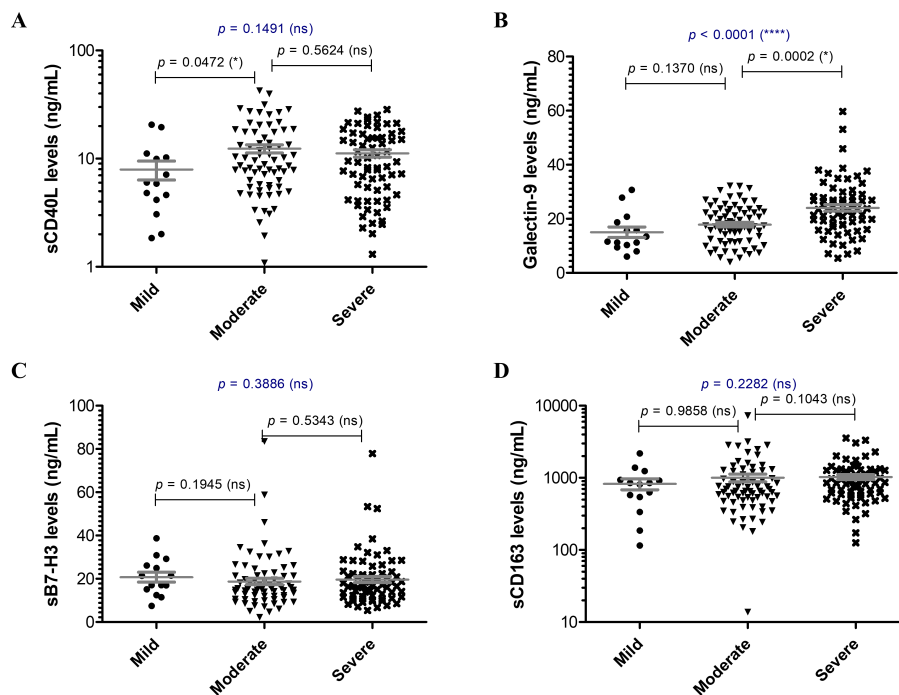 A
p = 0.1491 (ns)
p = 0.0472 (*)
p = 0.5624 (ns)
sCD40L levels (ng/mL)
100
10
1
Mild
Moderate
Severe
B
p < 0.0001 (****)
p = 0.1370 (ns)
p = 0.0002 (*)
Galectin-9 levels (ng/mL)
80
60
40
20
0
Mild
Moderate
Severe
C
p = 0.3886 (ns)
p = 0.1945 (ns)
p = 0.5343 (ns)
sB7-H3 levels (ng/mL)
100
80
60
40
20
0
Mild
Moderate
Severe
D
p = 0.2282 (ns)
p = 0.9858 (ns)
p = 0.1043 (ns)
sCD163 levels (ng/mL)
10000
1000
100
10
Mild
Moderate
Severe